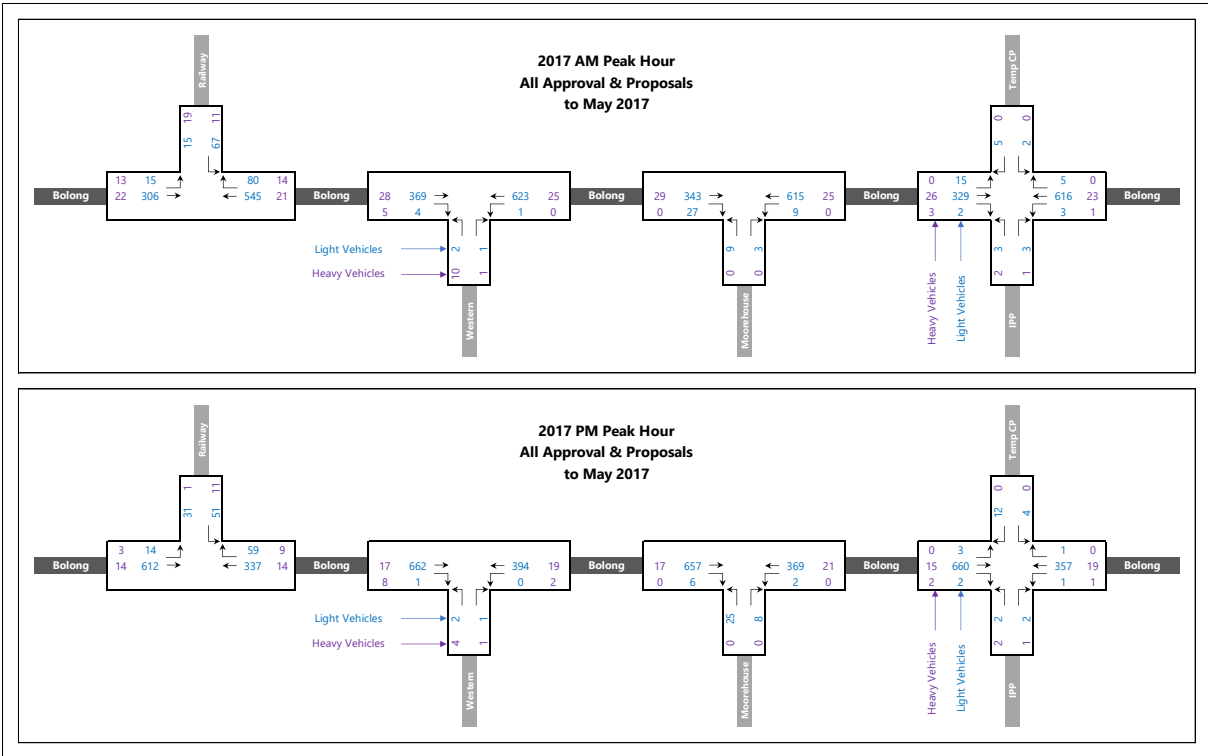 2017 AM Peak Hour
All Approval & Proposals
to May 2017
Railway
Temp CP
19 11
0 0
15 67
5 2
13 15 80 14
0 15 5 0
Bolong 22 306 545 21 Bolong 28 369 623 25 Bolong 29 343 615 25 Bolong 26 329 616 23 Bolong
5 4 1 0
0 27 9 0
3 2 3 1
Light Vehicles 2 1
9 3
3 3
Heavy Vehicles 10 1
0 0
2 1
Heavy Vehicles
Light Vehicles
Western
Moorehouse
IPP
2017 PM Peak Hour
All Approval & Proposals
to May 2017
Railway
Temp CP
1 11
0 0
31 51
12 4
3 14 59 9
0 3 1 0
Bolong 14 612 337 14 Bolong 17 662 394 19 Bolong 17 657 369 21 Bolong 15 660 357 19 Bolong
8 1 0 2
0 6 2 0
2 2 1 1
Light Vehicles 2 1
25 8
2 2
Heavy Vehicles 4 1
0 0
2 1
Heavy Vehicles
Light Vehicles
Western
Moorehouse
IPP